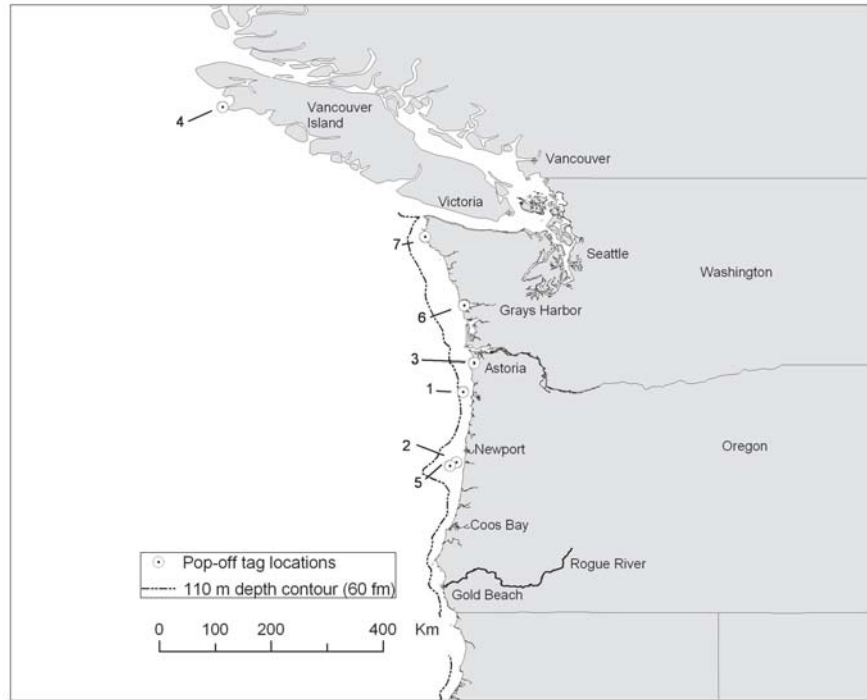 Vancouver
Island
4
Vancouver
Victoria
Seattle
7
Washington
6
Grays Harbor
3
Astoria
1
2
Newport
Oregon
5
Coos Bay
Pop-off tag locations
Rogue River
110 m depth contour (60 fm)
Gold Beach
0 100 200 400 Km